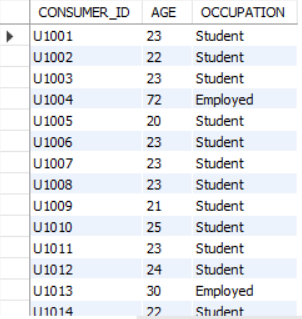 CONSUMER_ID AGE OCCUPATION
U1001 23 Student
U1002 22 Student
U1003 23 Student
U1004 72 Employed
U1005 20 Student
U1006 23 Student
U1007 23 Student
U1008 23 Student
U1009 21 Student
U1010 25 Student
U1011 23 Student
U1012 24 Student
U1013 30 Employed
U1014 22 Student